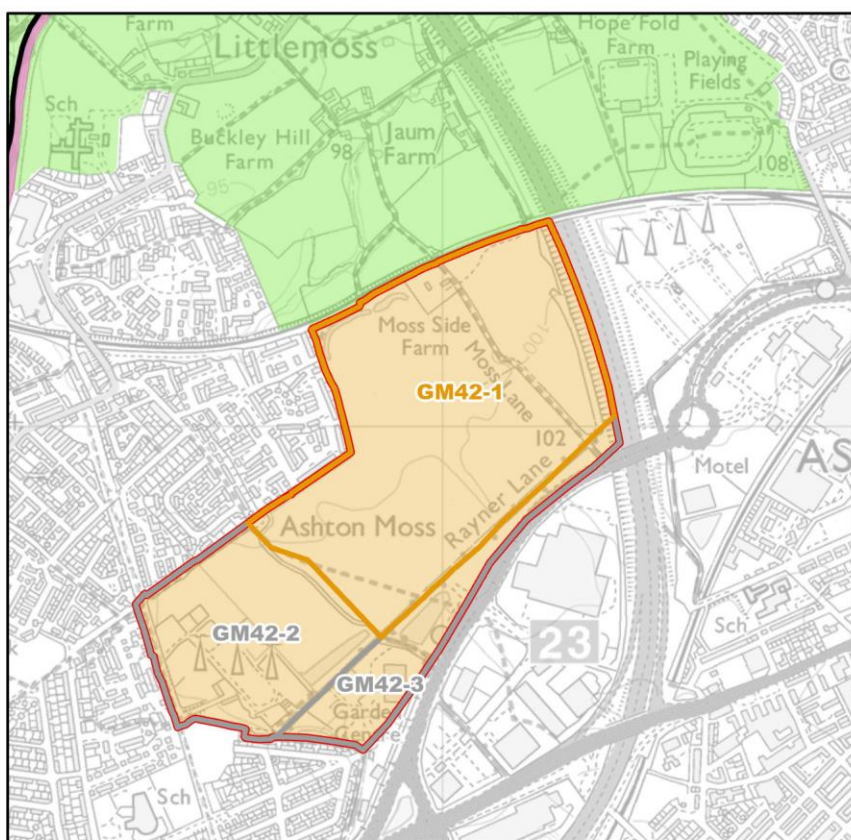 Farm
Littlemoss
Hope Fold
Farm
Playing
Fields
Sch
Buckley Hill
Farm
98
Jaum
Farm
95
108
Moss Side
Farm
Moss Lane
100
GM42-1
102
Rayner Lane
Motel
AS
Ashton Moss
GM42-2
23
Sch
GM42-3
Garden
Centre
Sch